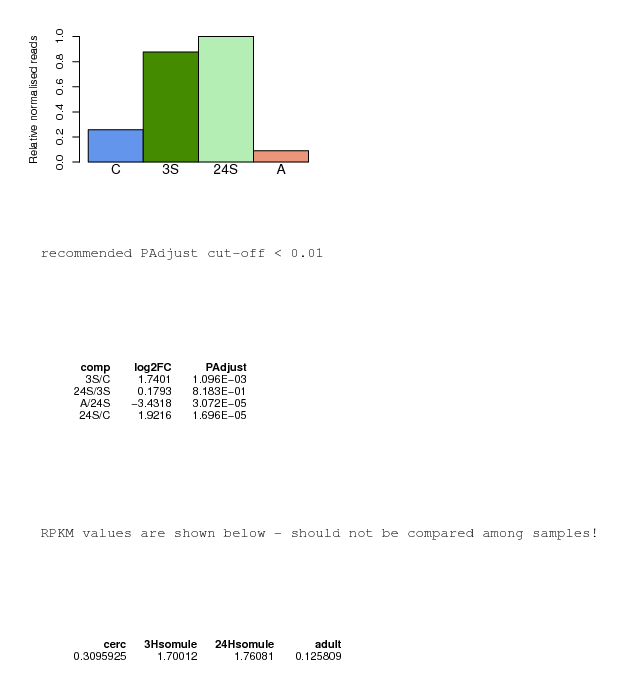 Relative normalised reads
1.0
0.8
0.6
0.4
0.2
0.0
C 3S 24S A
recommended PAdjust cut-off < 0.01
comp log2FC PAdjust
3S/C 1.7401 1.096E−03
24S/3S 0.1793 8.183E−01
A/24S −3.4318 3.072E−05
24S/C 1.9216 1.696E−05
RPKM values are shown below - should not be compared among samples!
cerc 3Hsomule 24Hsomule adult
0.3095925 1.70012 1.76081 0.125809